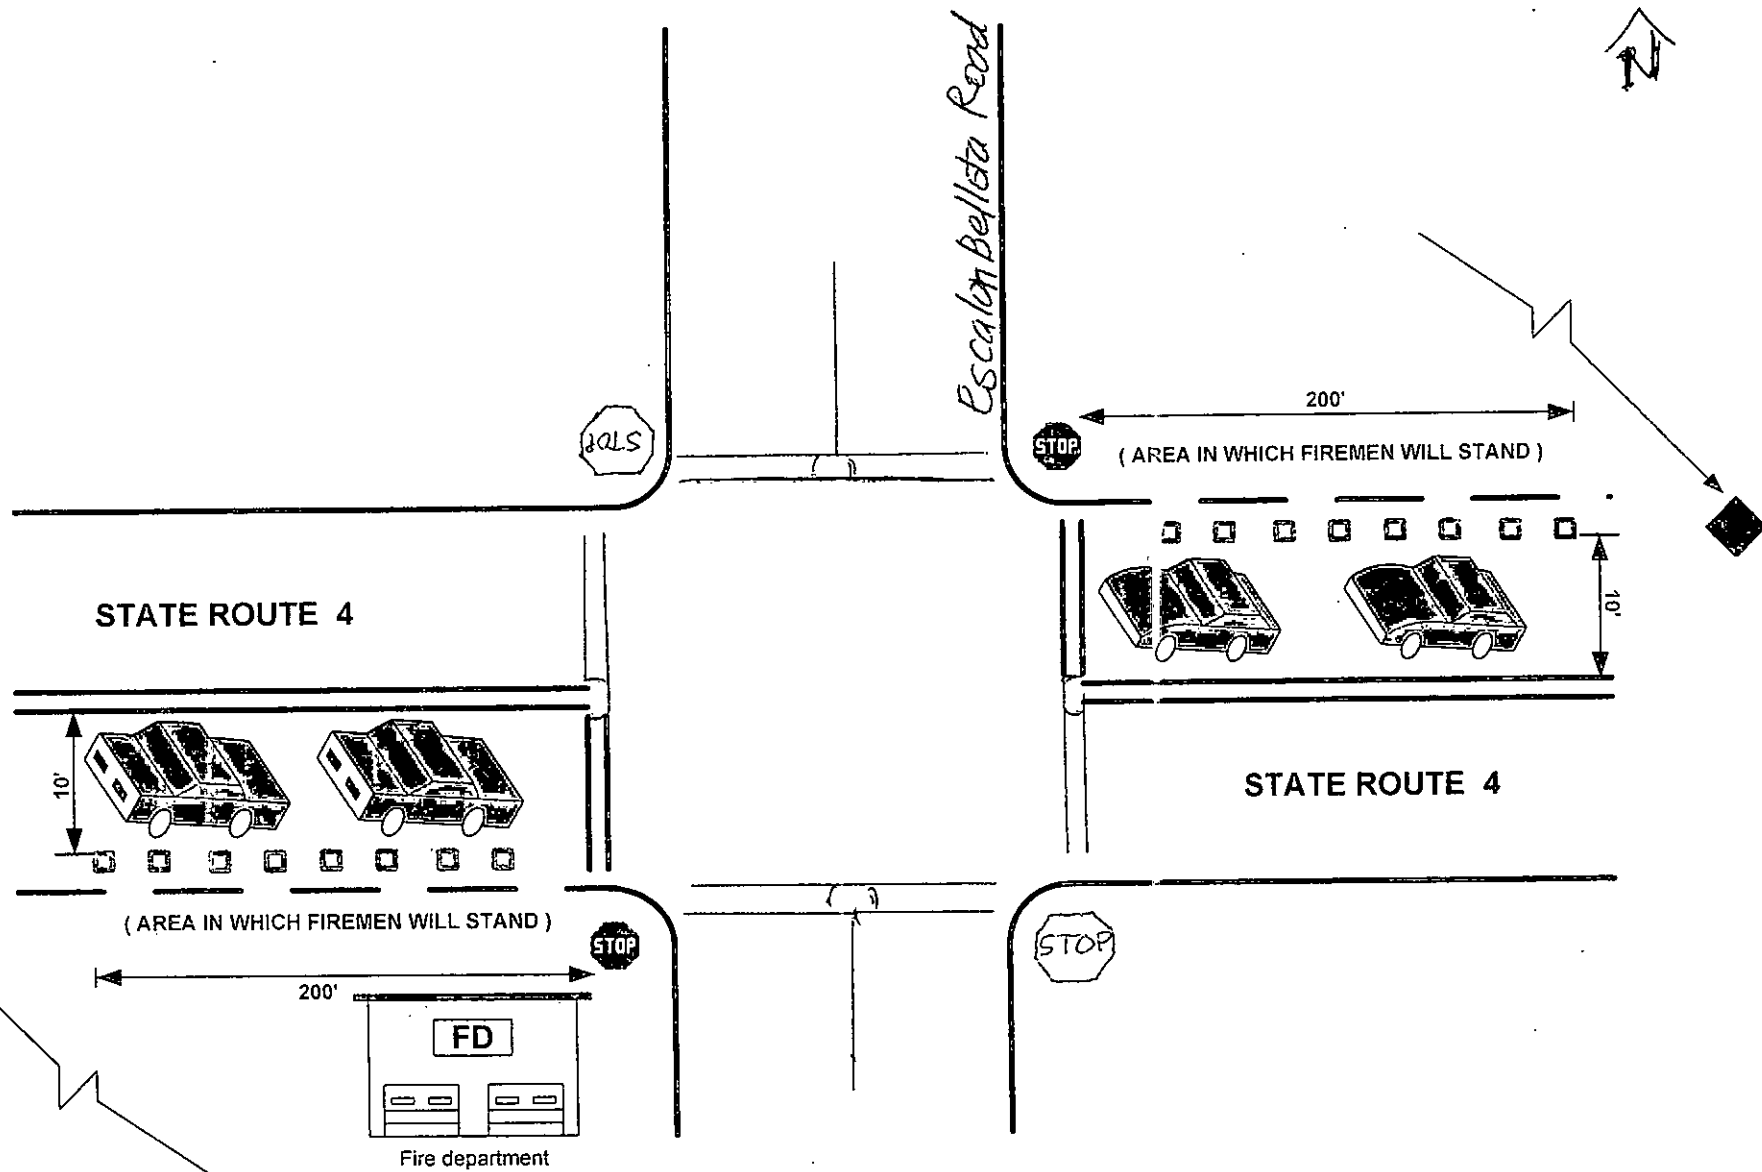 N
Escalon Bellota Road
STOP
STOP
200'
( AREA IN WHICH FIREMEN WILL STAND )
10'
STATE ROUTE 4
10'
STATE ROUTE 4
( AREA IN WHICH FIREMEN WILL STAND )
STOP
STOP
200'
FD
Fire department